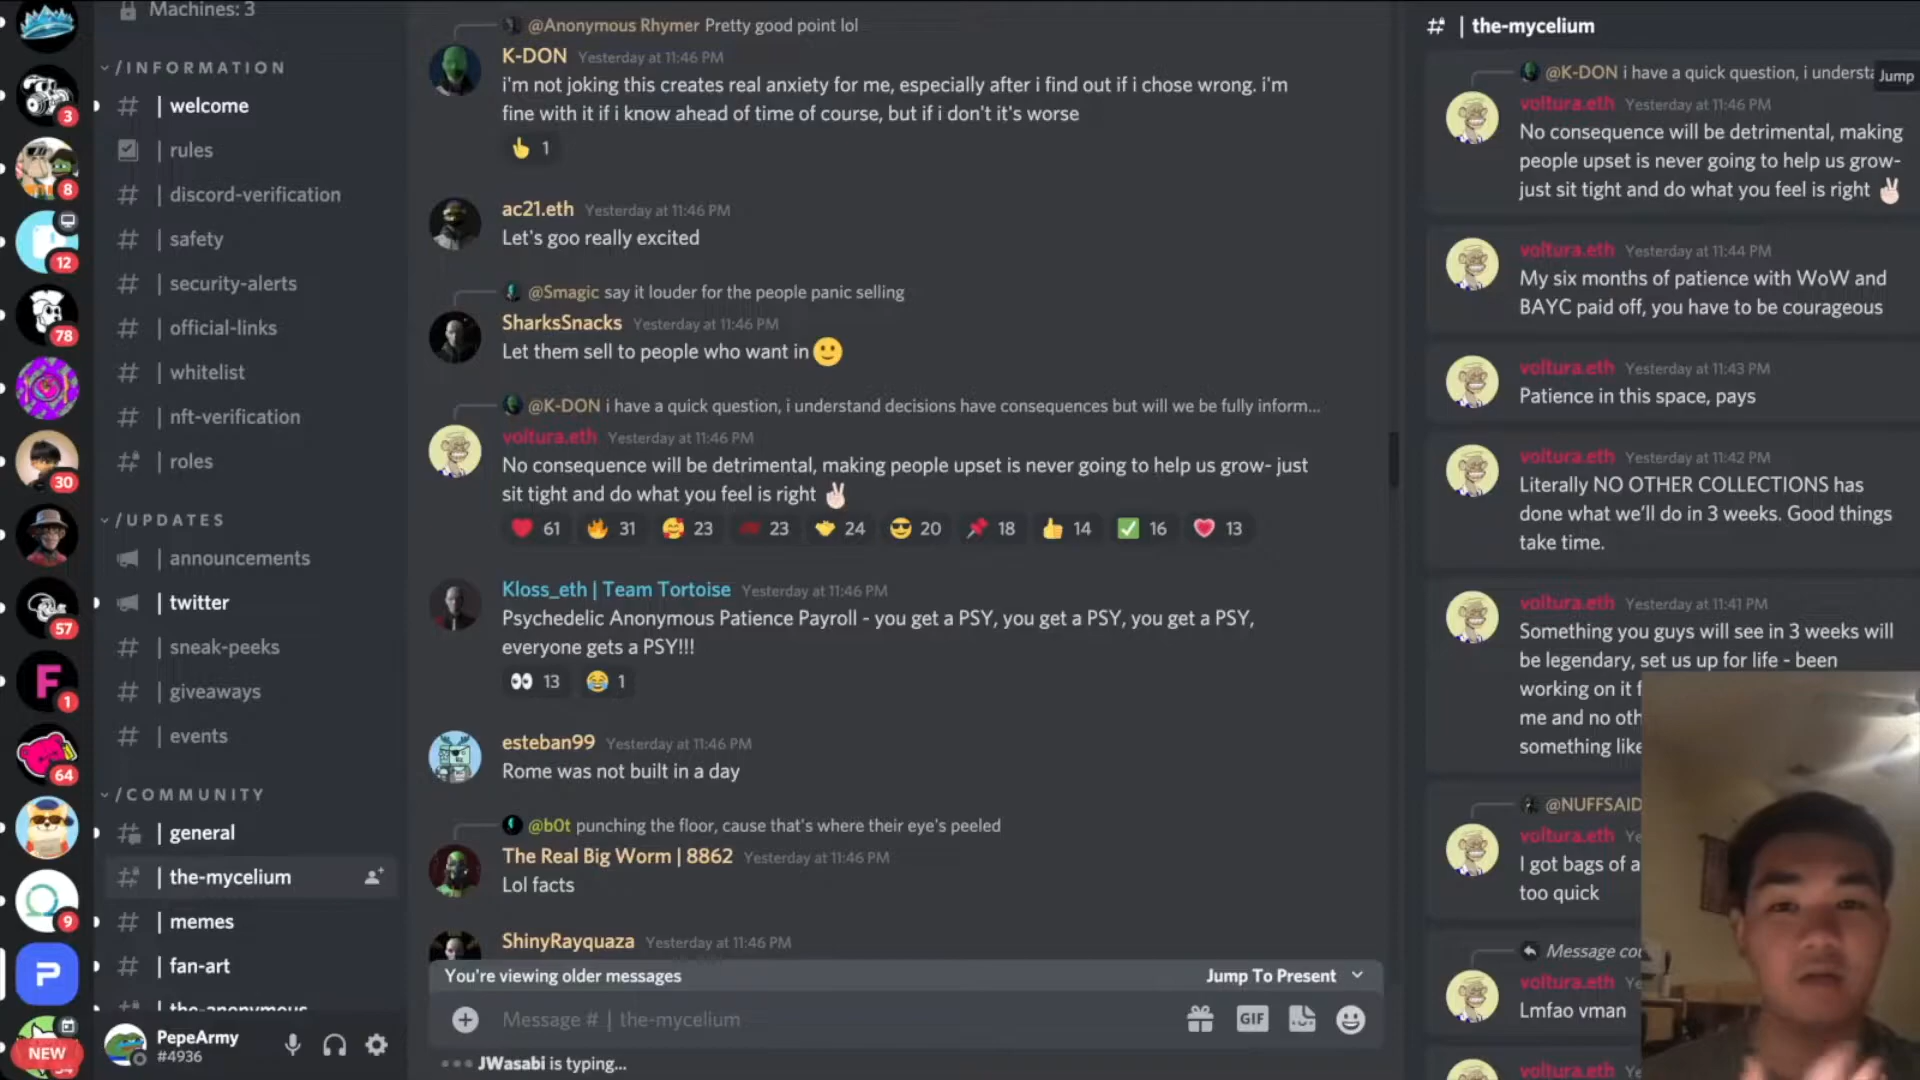 Machines: 3
/INFORMATION
# | welcome
| rules
# | discord-verification
# | safety
# | security-alerts
# | official-links
# | whitelist
# | nft-verification
# | roles
/UPDATES
| announcements
| twitter
# | sneak-peeks
# | giveaways
# | events
/COMMUNITY
# | general
# | the-mycelium
# | memes
# | fan-art
3
8
12
78
30
57
F
1
64
9
P
NEW
PepeArmy
#4936
@Anonymous Rhymer Pretty good point lol
K-DON Yesterday at 11:46 PM
i'm not joking this creates real anxiety for me, especially after i find out if i chose wrong. i'm
fine with it if i know ahead of time of course, but if i don't it's worse
👆 1
ac21.eth Yesterday at 11:46 PM
Let's goo really excited
@Smagic say it louder for the people panic selling
SharksSnacks Yesterday at 11:46 PM
Let them sell to people who want in 🙂
@K-DON i have a quick question, i understand decisions have consequences but will we be fully inform...
voltura.eth Yesterday at 11:46 PM
No consequence will be detrimental, making people upset is never going to help us grow- just
sit tight and do what you feel is right ✌🏻
61 31 23 23 24 20 18 14 16 13
Kloss_eth | Team Tortoise Yesterday at 11:46 PM
Psychedelic Anonymous Patience Payroll - you get a PSY, you get a PSY, you get a PSY,
everyone gets a PSY!!!
👀 13 😂 1
esteban99 Yesterday at 11:46 PM
Rome was not built in a day
@b0t punching the floor, cause that's where their eye's peeled
The Real Big Worm | 8862 Yesterday at 11:46 PM
Lol facts
ShinyRayquaza Yesterday at 11:46 PM
You're viewing older messages
Jump To Present
Message # | the-mycelium
GIF
JWasabi is typing...
# | the-mycelium
@K-DON i have a quick question, i underst
Jump
voltura.eth Yesterday at 11:46 PM
No consequence will be detrimental, making
people upset is never going to help us grow-
just sit tight and do what you feel is right ✌🏻
voltura.eth Yesterday at 11:44 PM
My six months of patience with WoW and
BAYC paid off, you have to be courageous
voltura.eth Yesterday at 11:43 PM
Patience in this space, pays
voltura.eth Yesterday at 11:42 PM
Literally NO OTHER COLLECTIONS has
done what we'll do in 3 weeks. Good things
take time.
voltura.eth Yesterday at 11:41 PM
Something you guys will see in 3 weeks will
be legendary, set us up for life - been
working on it
me and no
something like
@NUFFSAID
voltura.eth Ye
I got bags of a
too quick
Message
voltura.eth Ye
Lmfao vman
voltura.eth Ye